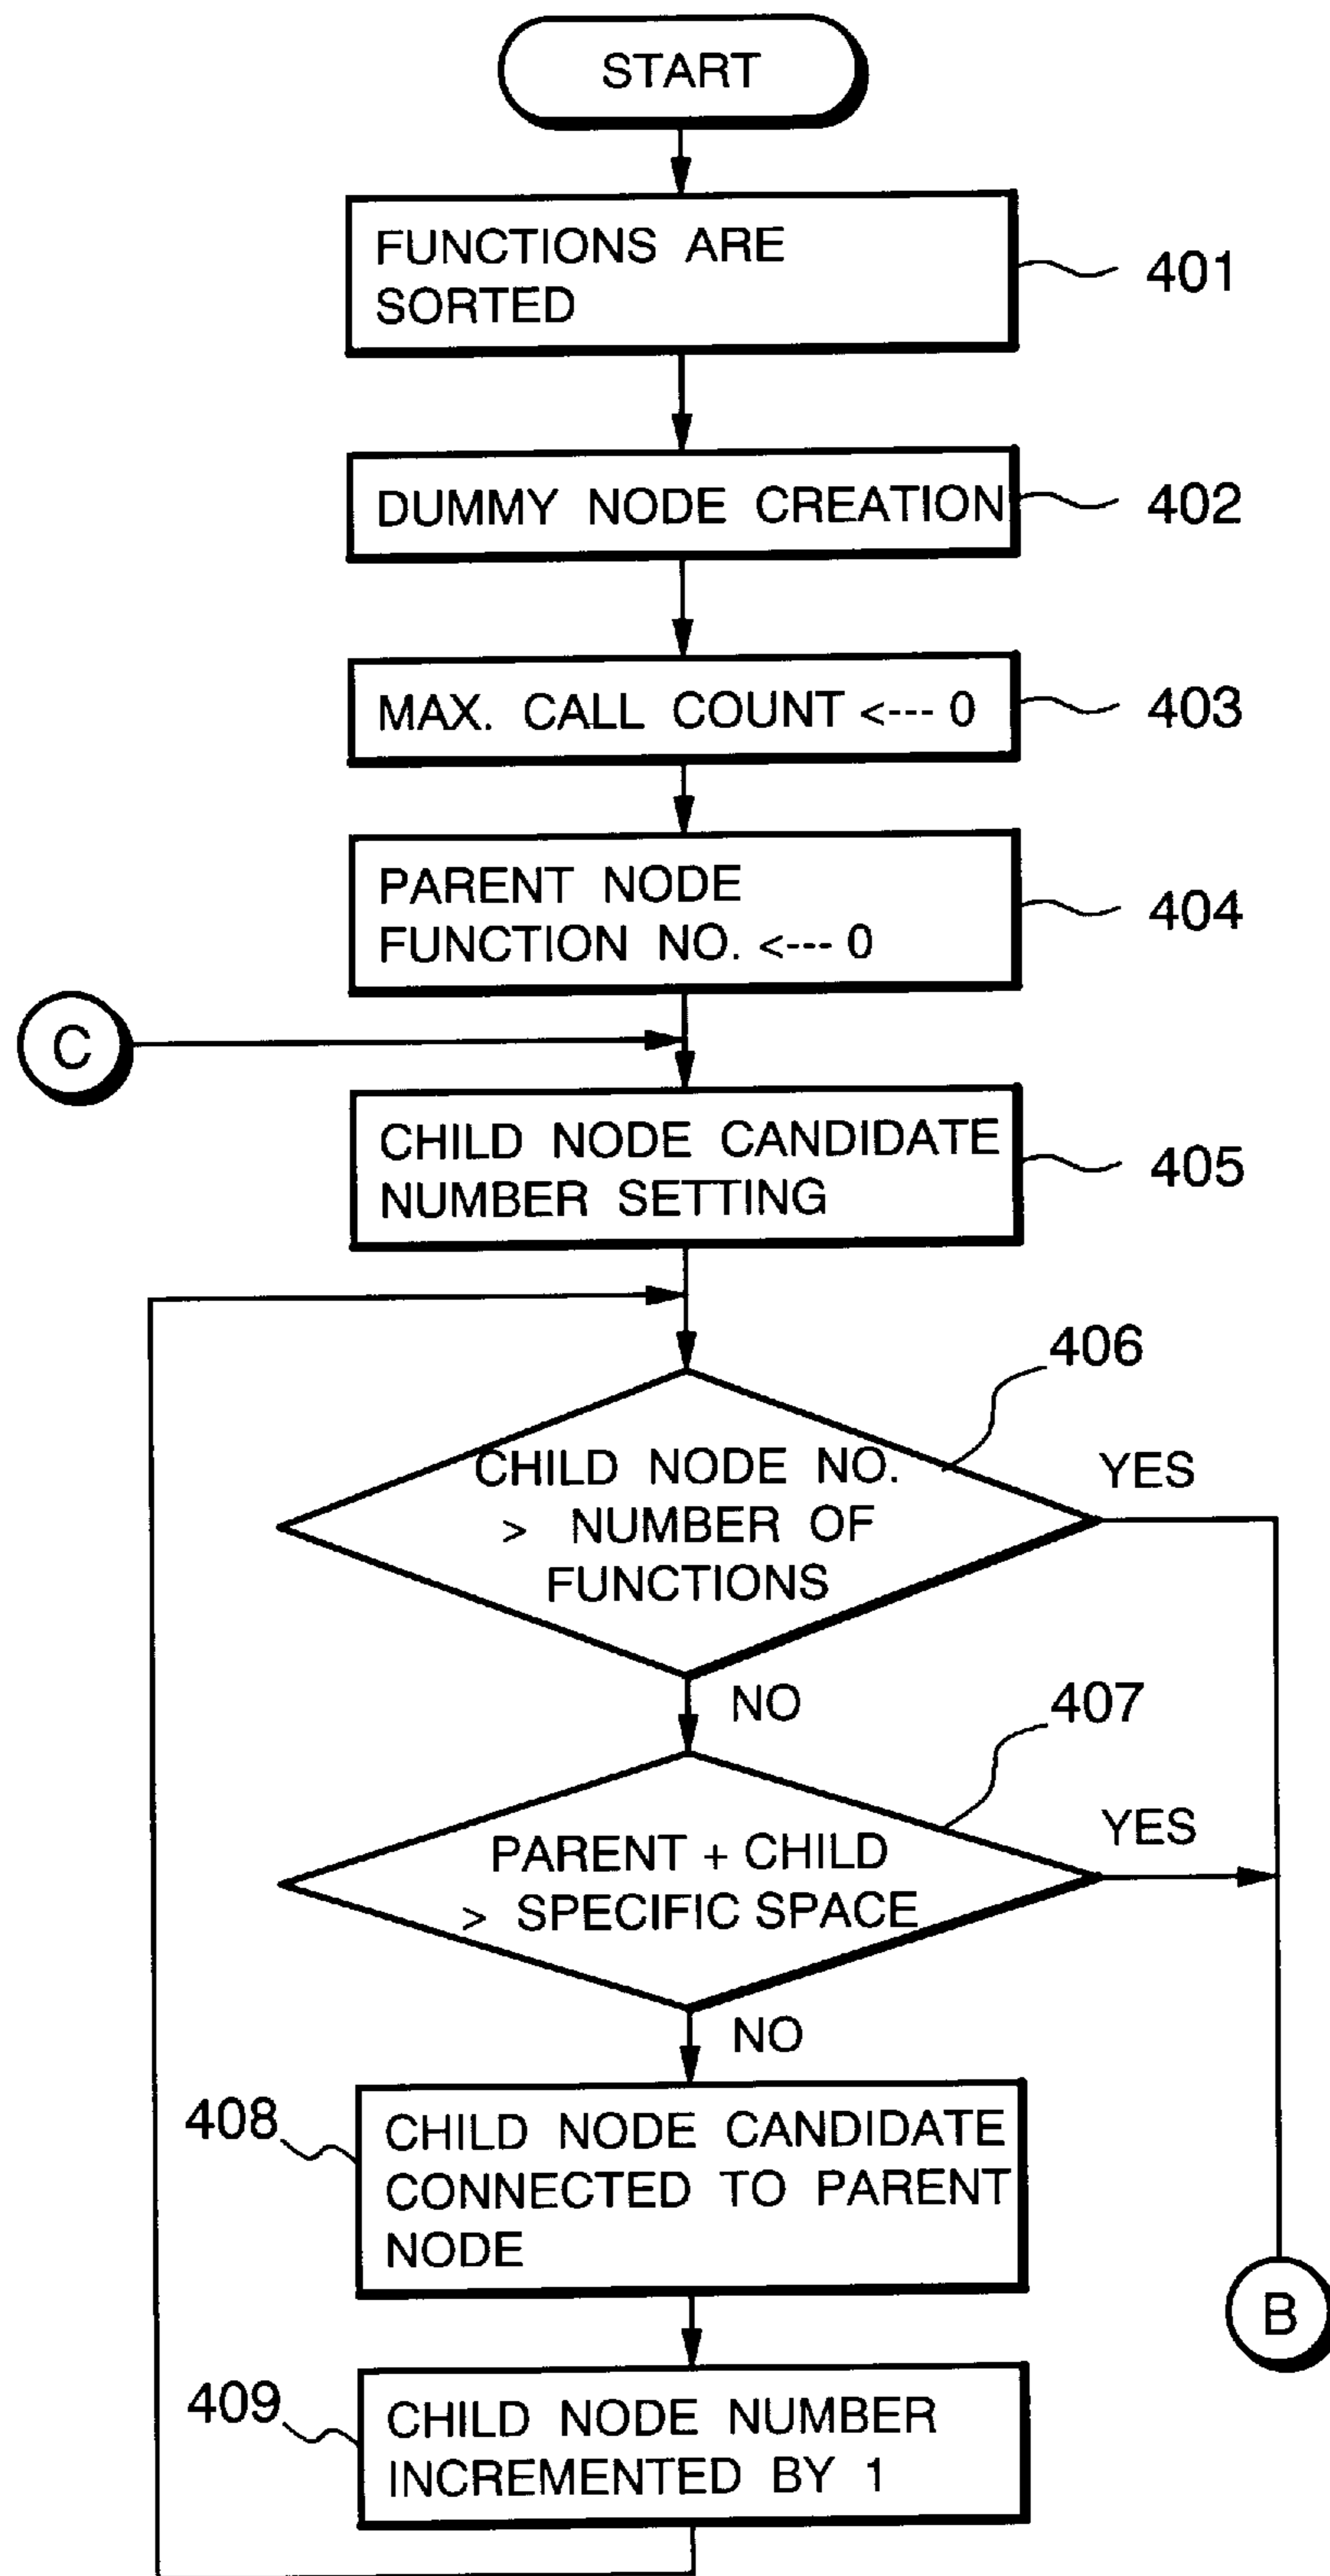 START
FUNCTIONS ARE
SORTED
401
DUMMY NODE CREATION
402
MAX. CALL COUNT <--- 0
403
PARENT NODE
FUNCTION NO. <--- 0
404
C
CHILD NODE CANDIDATE
NUMBER SETTING
405
406
CHILD NODE NO.
> NUMBER OF
FUNCTIONS
YES
NO
407
PARENT + CHILD
> SPECIFIC SPACE
YES
NO
408
CHILD NODE CANDIDATE
CONNECTED TO PARENT
NODE
B
409
CHILD NODE NUMBER
INCREMENTED BY 1